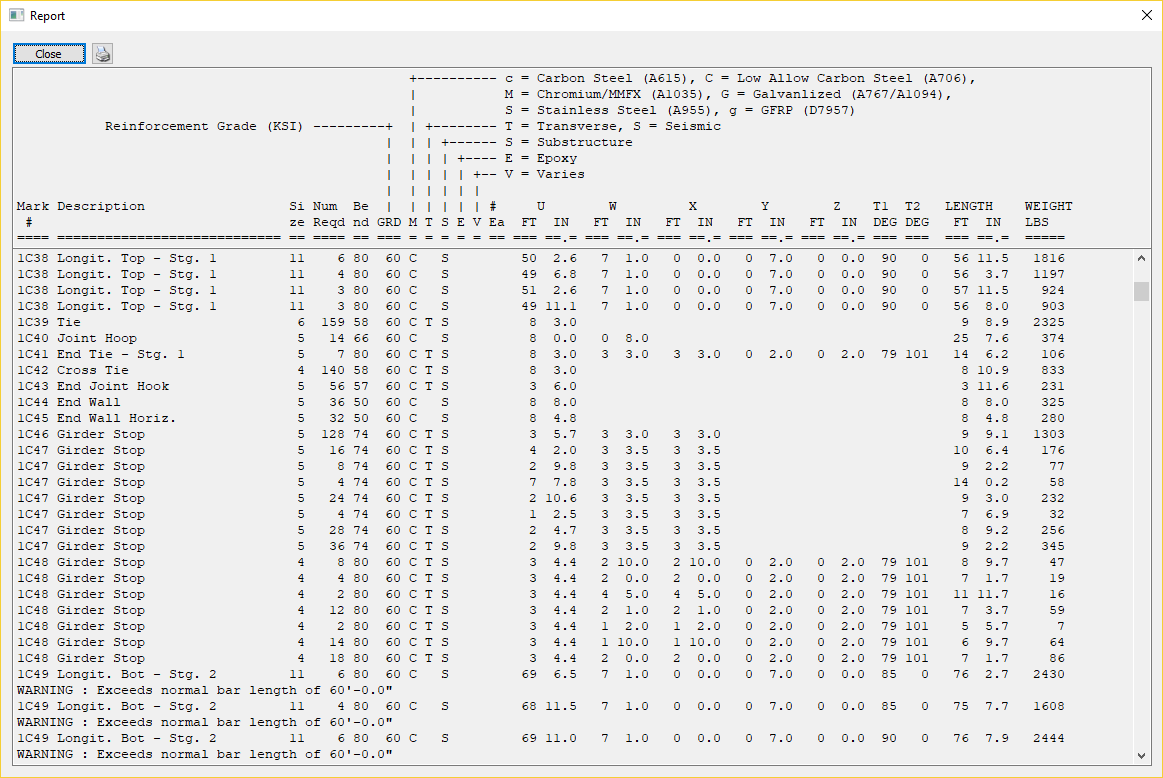 Report
Close
+---------- c = Carbon Steel (A615), C = Low Allow Carbon Steel (A706),
| M = Chromium/MMFX (A1035), G = Galvanlized (A767/A1094),
| S = Stainless Steel (A955), g = GFRP (D7957)
Reinforcement Grade (KSI) ---------+ | +-------- T = Transverse, S = Seismic
| | | +------ S = Substructure
| | | | +---- E = Epoxy
| | | | | +-- V = Varies
| | | | | |
Mark Description Si Num Be | | | | | | # U W X Y Z T1 T2 LENGTH WEIGHT
# ze Reqd nd GRD M T S E V Ea FT IN FT IN FT IN FT IN FT IN DEG DEG FT IN LBS
==== ============================ == ==== == === = = = = = == === ==.= === ==.= === ==.= === ==.= === ==.= === === === ==.= =====
1C38 Longit. Top - Stg. 1 11 6 80 60 C S 50 2.6 7 1.0 0 0.0 0 7.0 0 0.0 90 0 56 11.5 1816
1C38 Longit. Top - Stg. 1 11 4 80 60 C S 49 6.8 7 1.0 0 0.0 0 7.0 0 0.0 90 0 56 3.7 1197
1C38 Longit. Top - Stg. 1 11 3 80 60 C S 51 2.6 7 1.0 0 0.0 0 7.0 0 0.0 90 0 57 11.5 924
1C38 Longit. Top - Stg. 1 11 3 80 60 C S 49 11.1 7 1.0 0 0.0 0 7.0 0 0.0 90 0 56 8.0 903
1C39 Tie 6 159 58 60 C T S 8 3.0 9 8.9 2325
1C40 Joint Hoop 5 14 66 60 C S 8 0.0 0 8.0 25 7.6 374
1C41 End Tie - Stg. 1 5 7 80 60 C T S 8 3.0 3 3.0 3 3.0 0 2.0 0 2.0 79 101 14 6.2 106
1C42 Cross Tie 4 140 58 60 C T S 8 3.0 8 10.9 833
1C43 End Joint Hook 5 56 57 60 C T S 3 6.0 3 11.6 231
1C44 End Wall 5 36 50 60 C S 8 8.0 8 8.0 325
1C45 End Wall Horiz. 5 32 50 60 C S 8 4.8 8 4.8 280
1C46 Girder Stop 5 128 74 60 C T S 3 5.7 3 3.0 3 3.0 9 9.1 1303
1C47 Girder Stop 5 16 74 60 C T S 4 2.0 3 3.5 3 3.5 10 6.4 176
1C47 Girder Stop 5 8 74 60 C T S 2 9.8 3 3.5 3 3.5 9 2.2 77
1C47 Girder Stop 5 4 74 60 C T S 7 7.8 3 3.5 3 3.5 14 0.2 58
1C47 Girder Stop 5 24 74 60 C T S 2 10.6 3 3.5 3 3.5 9 3.0 232
1C47 Girder Stop 5 4 74 60 C T S 1 2.5 3 3.5 3 3.5 7 6.9 32
1C47 Girder Stop 5 28 74 60 C T S 2 4.7 3 3.5 3 3.5 8 9.2 256
1C47 Girder Stop 5 36 74 60 C T S 2 9.8 3 3.5 3 3.5 9 2.2 345
1C48 Girder Stop 4 8 80 60 C T S 3 4.4 2 10.0 2 10.0 0 2.0 0 2.0 79 101 8 9.7 47
1C48 Girder Stop 4 4 80 60 C T S 3 4.4 2 0.0 2 0.0 0 2.0 0 2.0 79 101 7 1.7 19
1C48 Girder Stop 4 2 80 60 C T S 3 4.4 4 5.0 4 5.0 0 2.0 0 2.0 79 101 11 11.7 16
1C48 Girder Stop 4 12 80 60 C T S 3 4.4 2 1.0 2 1.0 0 2.0 0 2.0 79 101 7 3.7 59
1C48 Girder Stop 4 2 80 60 C T S 3 4.4 1 2.0 1 2.0 0 2.0 0 2.0 79 101 5 5.7 7
1C48 Girder Stop 4 14 80 60 C T S 3 4.4 1 10.0 1 10.0 0 2.0 0 2.0 79 101 6 9.7 64
1C48 Girder Stop 4 18 80 60 C T S 3 4.4 2 0.0 2 0.0 0 2.0 0 2.0 79 101 7 1.7 86
1C49 Longit. Bot - Stg. 2 11 6 80 60 C S 69 6.5 7 1.0 0 0.0 0 7.0 0 0.0 85 0 76 2.7 2430
WARNING : Exceeds normal bar length of 60'-0.0"
1C49 Longit. Bot - Stg. 2 11 4 80 60 C S 68 11.5 7 1.0 0 0.0 0 7.0 0 0.0 85 0 75 7.7 1608
WARNING : Exceeds normal bar length of 60'-0.0"
1C49 Longit. Bot - Stg. 2 11 6 80 60 C S 69 11.0 7 1.0 0 0.0 0 7.0 0 0.0 90 0 76 7.9 2444
WARNING : Exceeds normal bar length of 60'-0.0"